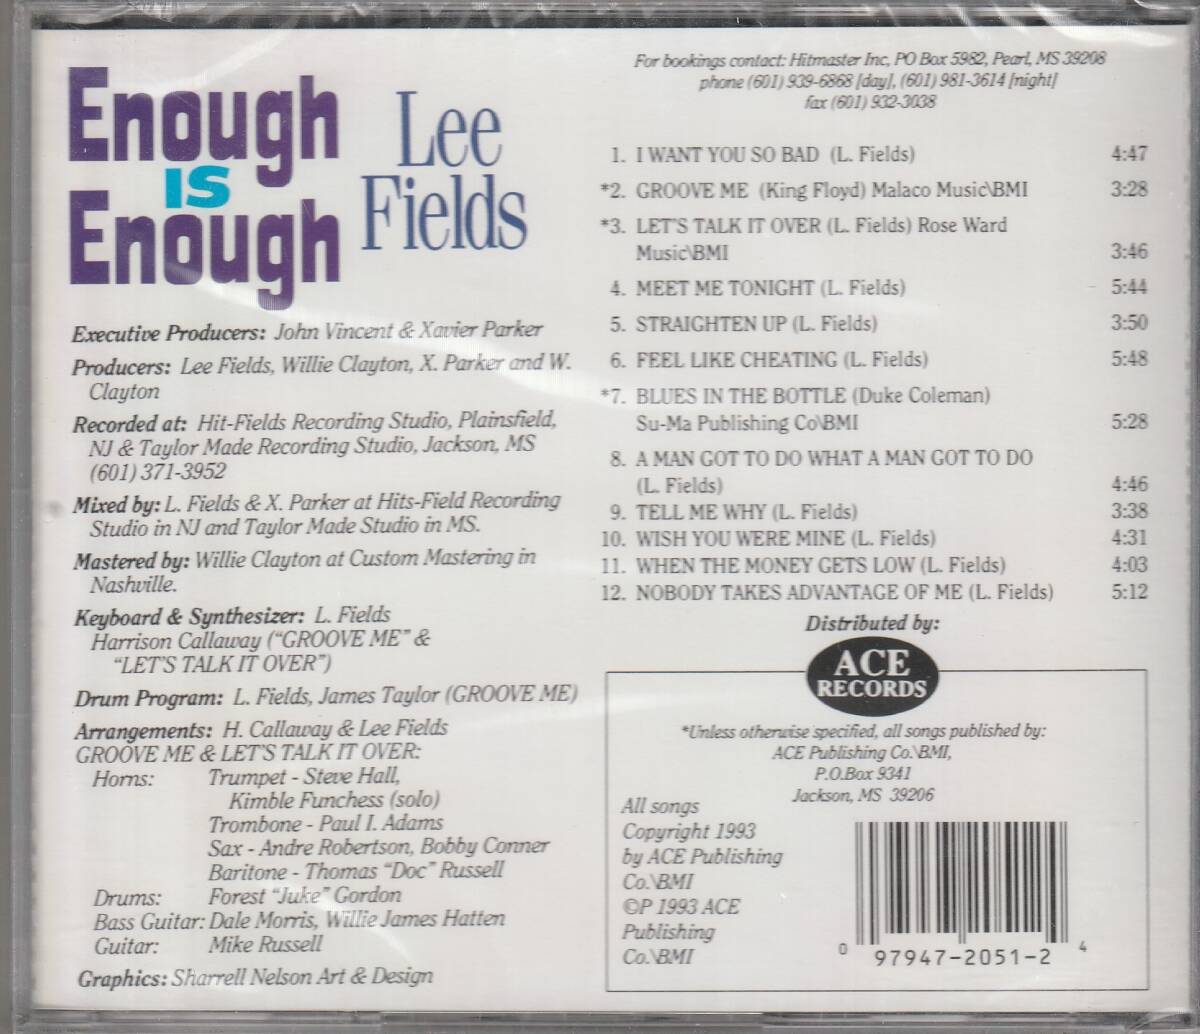 Enough
IS
Enough
Lee
Fields
Executive Producers: John Vincent & Xavier Parker
Producers: Lee Fields, Willie Clayton, X. Parker and W.
Clayton
Recorded at: Hit-Fields Recording Studio, Plainsfield,
NJ & Taylor Made Recording Studio, Jackson, MS
(601) 371-3952
Mixed by: L. Fields & X. Parker at Hits-Field Recording
Studio in NJ and Taylor Made Studio in MS.
Mastered by: Willie Clayton at Custom Mastering in
Nashville.
Keyboard & Synthesizer: L. Fields
Harrison Callaway ("GROOVE ME" &
"LET'S TALK IT OVER")
Drum Program: L. Fields, James Taylor (GROOVE ME)
Arrangements: H. Callaway & Lee Fields
GROOVE ME & LET'S TALK IT OVER:
Horns: Trumpet - Steve Hall,
Kimble Funchess (solo)
Trombone - Paul I. Adams
Sax - Andre Robertson, Bobby Conner
Baritone - Thomas "Doc" Russell
Drums: Forest "Juke" Gordon
Bass Guitar: Dale Morris, Willie James Hatten
Guitar: Mike Russell
Graphics: Sharrell Nelson Art & Design
For bookings contact: Hitmaster Inc, PO Box 5982, Pearl, MS 39208
phone (601) 939-6868 [day], (601) 981-3614 [night]
fax (601) 932-3038
1. I WANT YOU SO BAD (L. Fields) 4:47
*2. GROOVE ME (King Floyd) Malaco Music\BMI 3:28
*3. LET'S TALK IT OVER (L. Fields) Rose Ward
Music\BMI 3:46
4. MEET ME TONIGHT (L. Fields) 5:44
5. STRAIGHTEN UP (L. Fields) 3:50
6. FEEL LIKE CHEATING (L. Fields) 5:48
*7. BLUES IN THE BOTTLE (Duke Coleman)
Su-Ma Publishing Co\BMI 5:28
8. A MAN GOT TO DO WHAT A MAN GOT TO DO
(L. Fields) 4:46
9. TELL ME WHY (L. Fields) 3:38
10. WISH YOU WERE MINE (L. Fields) 4:31
11. WHEN THE MONEY GETS LOW (L. Fields) 4:03
12. NOBODY TAKES ADVANTAGE OF ME (L. Fields) 5:12
Distributed by:
ACE
RECORDS
*Unless otherwise specified, all songs published by:
ACE Publishing Co.\BMI,
P.O.Box 9341
Jackson, MS 39206
All songs
Copyright 1993
by ACE Publishing
Co.\BMI
©P 1993 ACE
Publishing
Co.\BMI
0 97947-2051-2 4